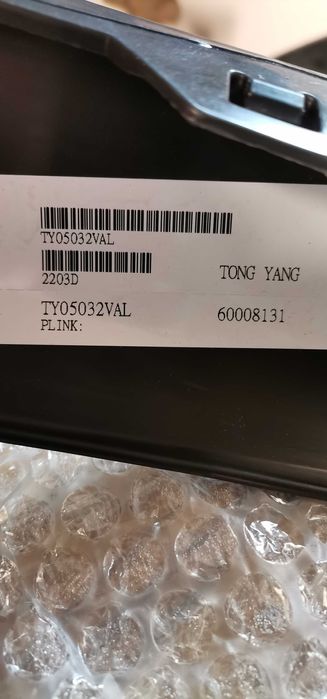 TY05032VAL
2203D TONG YANG
TY05032VAL 60008131
PLINK: